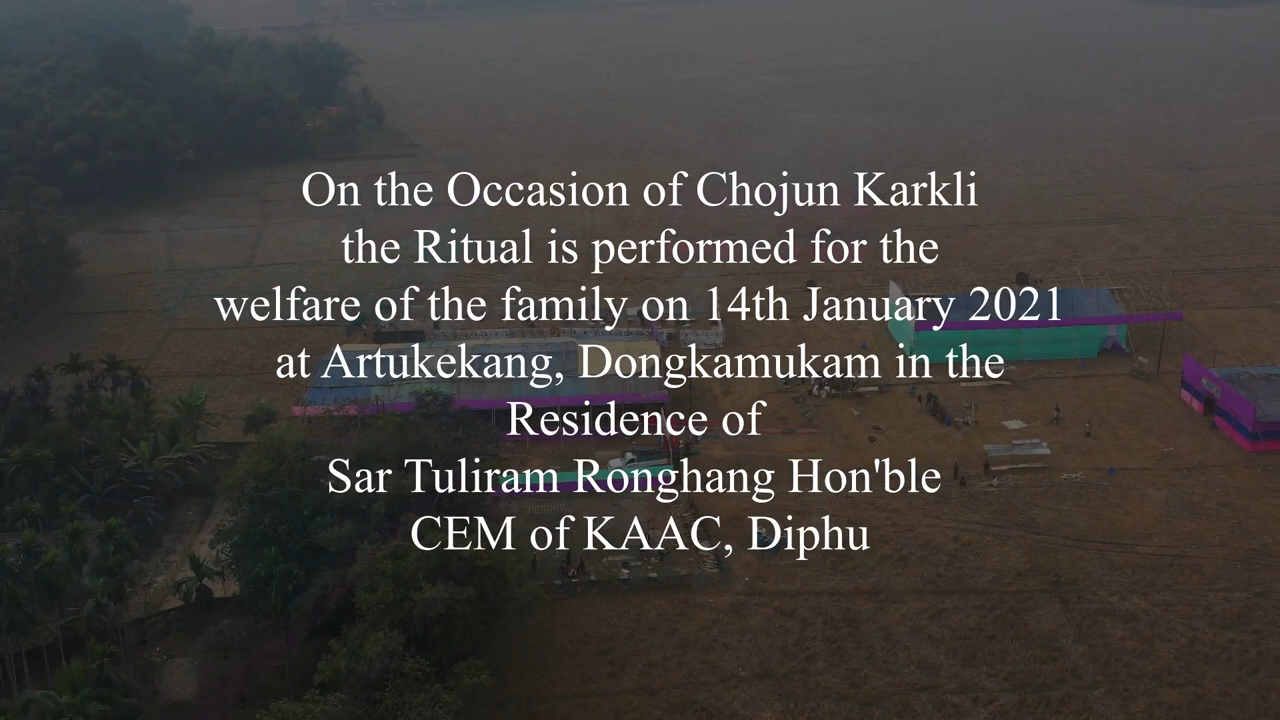 On the Occasion of Chojun Karkli
the Ritual is performed for the
welfare of the family on 14th January 2021
at Artukekang, Dongkamukam in the
Residence of
Sar Tuliram Ronghang Hon'ble
CEM of KAAC, Diphu